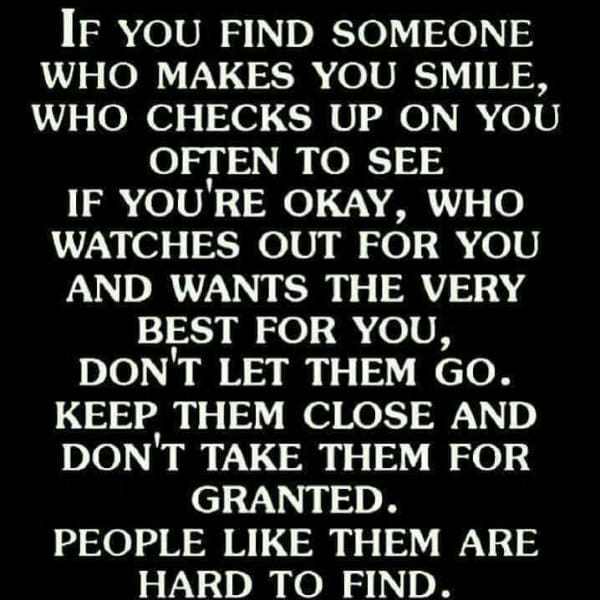 IF YOU FIND SOMEONE
WHO MAKES YOU SMILE,
WHO CHECKS UP ON YOU
OFTEN TO SEE
IF YOU'RE OKAY, WHO
WATCHES OUT FOR YOU
AND WANTS THE VERY
BEST FOR YOU,
DON'T LET THEM GO.
KEEP THEM CLOSE AND
DON'T TAKE THEM FOR
GRANTED.
PEOPLE LIKE THEM ARE
HARD TO FIND.